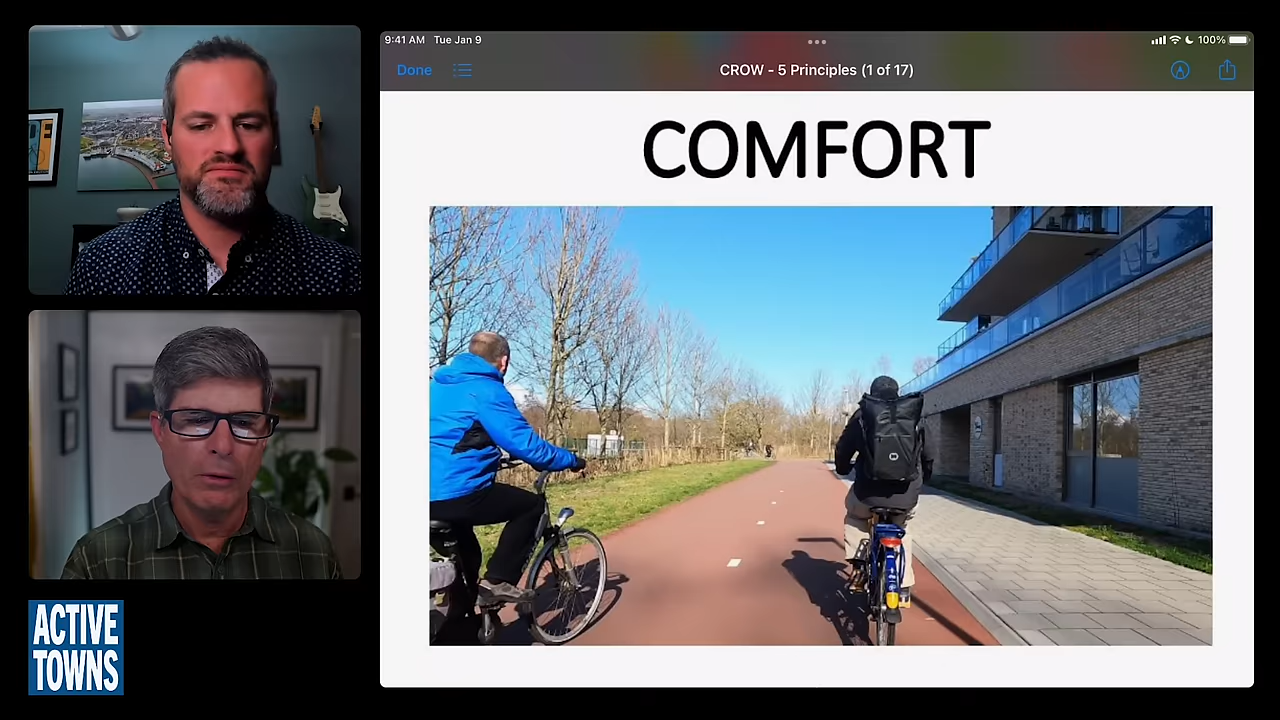 9:41 AM Tue Jan 9
100%
Done
CROW - 5 Principles (1 of 17)
COMFORT
ACTIVE
TOWNS